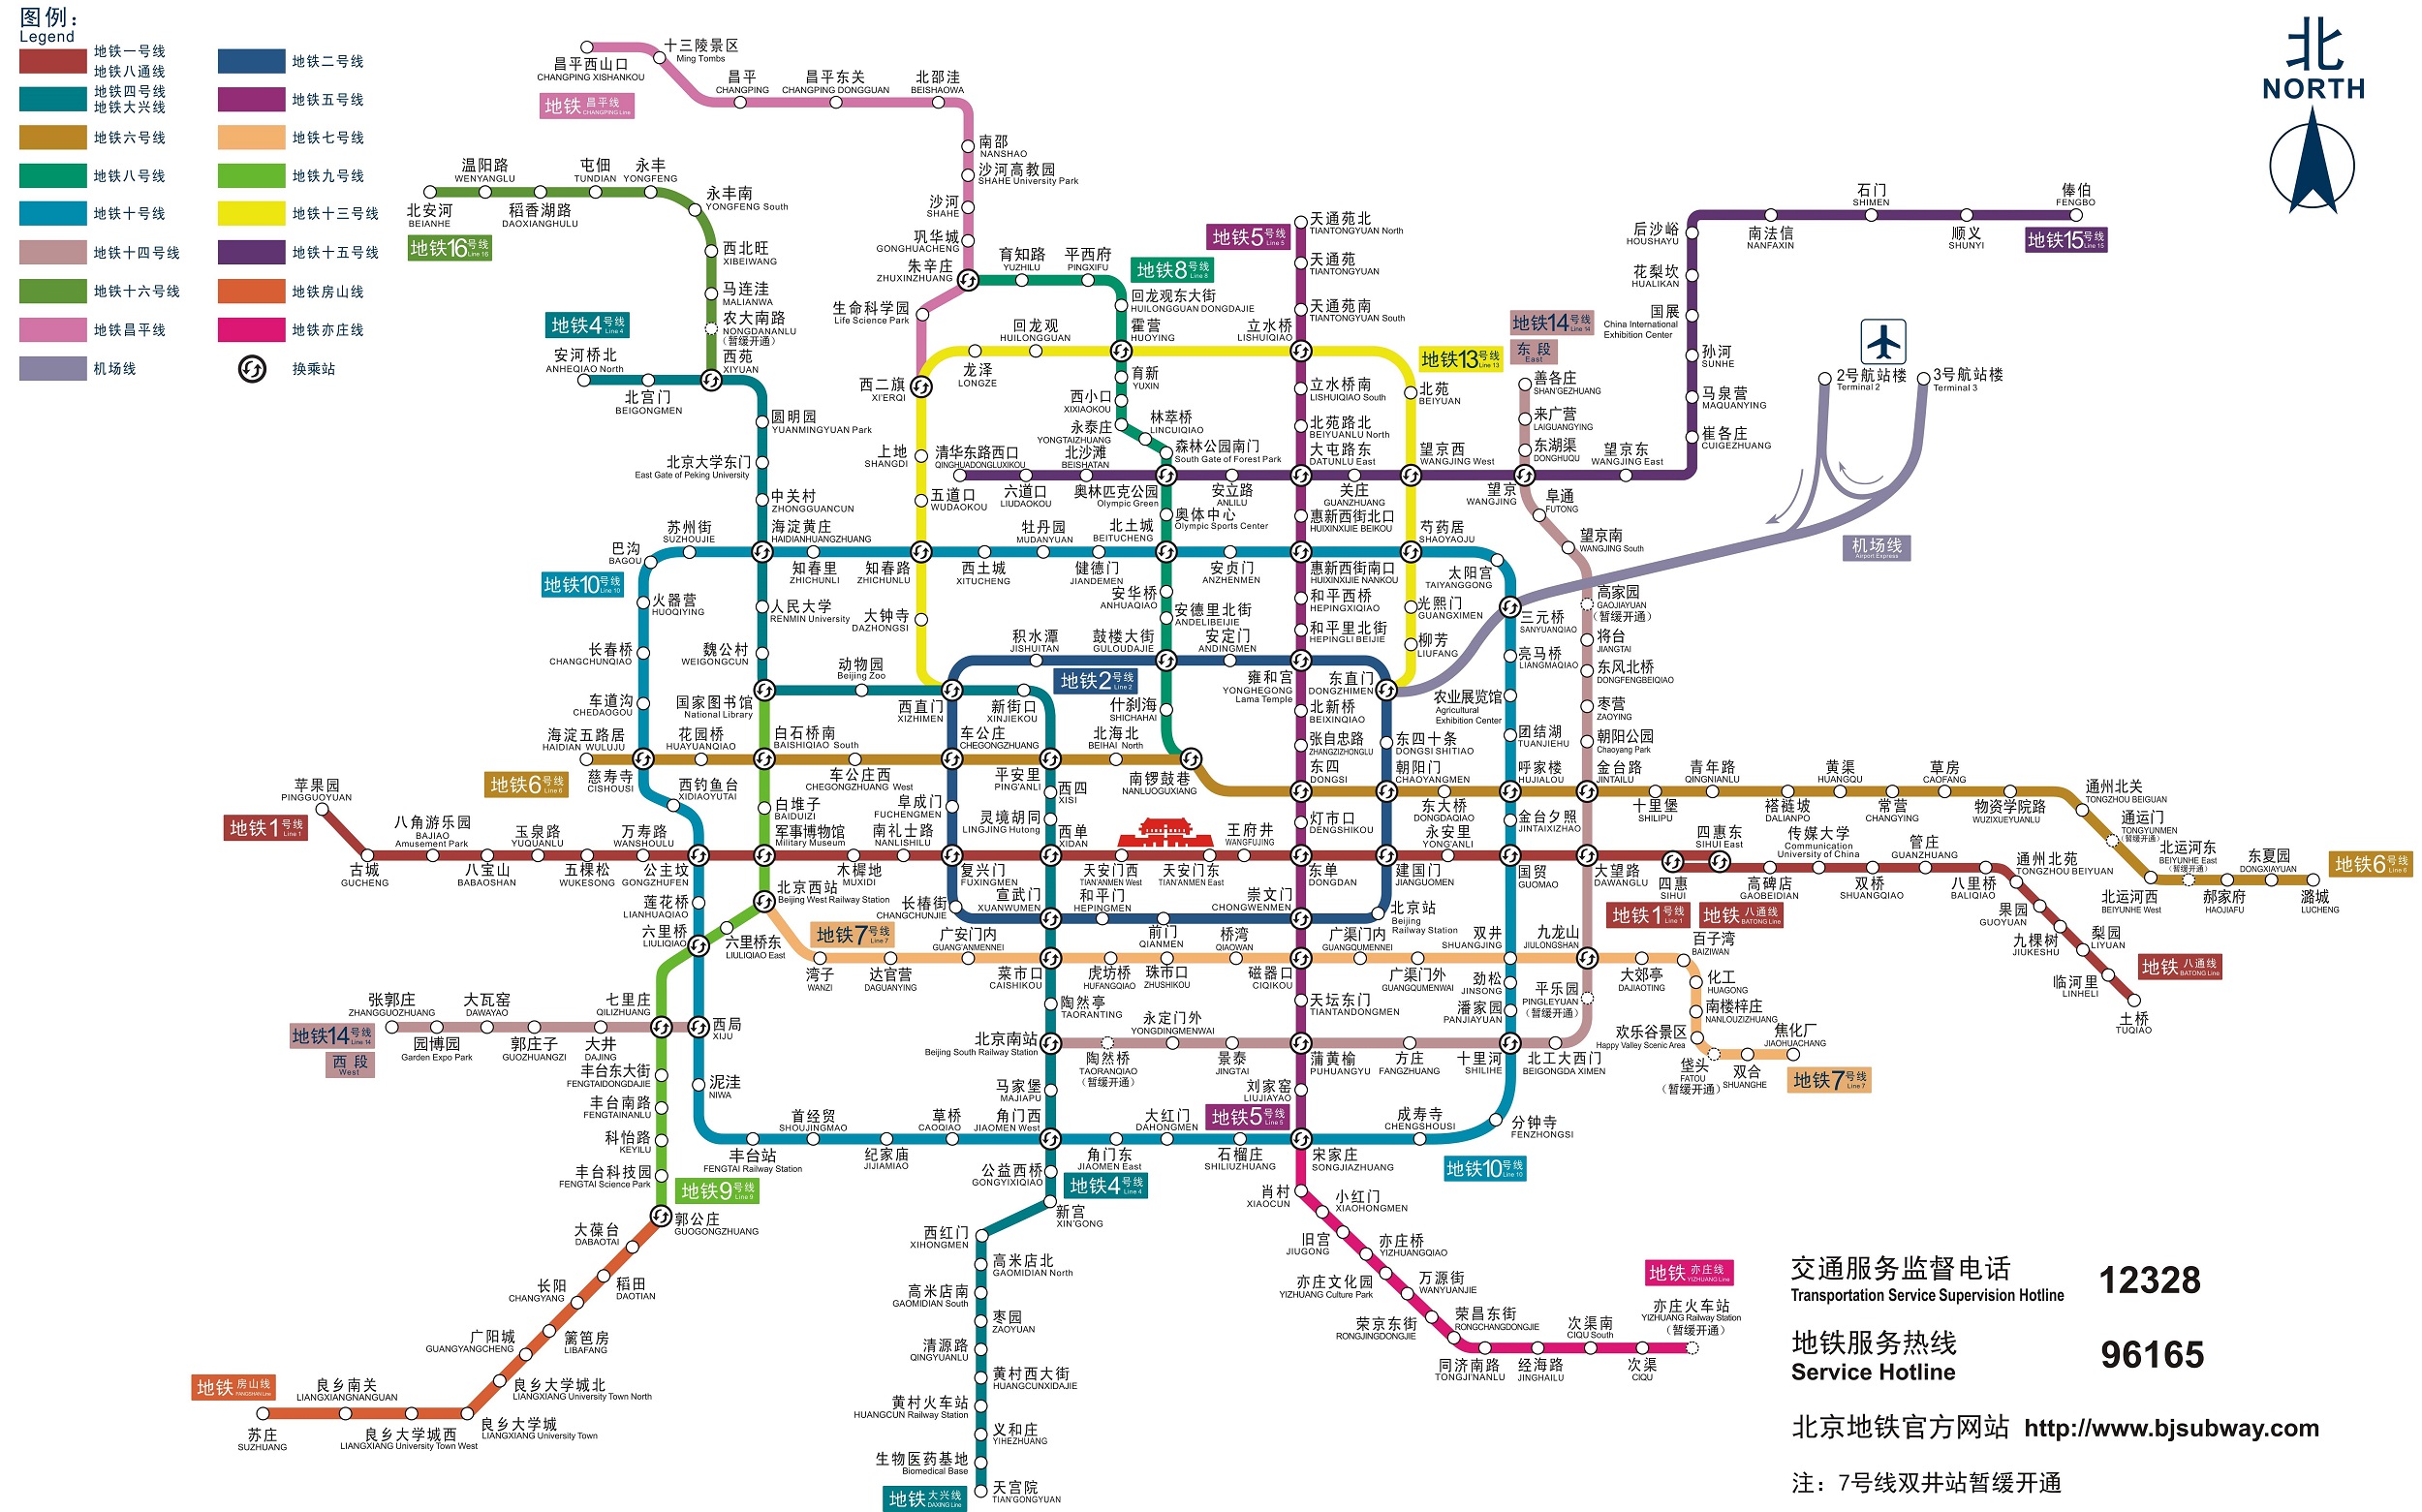 图例:
Legend
地铁一号线
地铁八通线
地铁二号线
地铁四号线
地铁大兴线
地铁五号线
地铁六号线
地铁七号线
地铁八号线
地铁九号线
地铁十号线
地铁十三号线
地铁十四号线
地铁十五号线
地铁十六号线
地铁房山线
地铁昌平线
地铁亦庄线
机场线
换乘站
北
NORTH
昌平西山口
CHANGPING XISHANKOU
十三陵景区
Ming Tombs
地铁 昌平线
CHANGPING Line
昌平
CHANGPING
昌平东关
CHANGPING DONGGUAN
北邵洼
BEISHAOWA
南邵
NANSHAO
沙河高教园
SHAHE University Park
沙河
SHAHE
巩华城
GONGHUACHENG
朱辛庄
ZHUXINZHUANG
生命科学园
Life Science Park
西二旗
XI'ERQI
北安河
BEIANHE
温阳路
WENYANGLU
稻香湖路
DAOXIANGHULU
屯佃
TUNDIAN
永丰
YONGFENG
永丰南
YONGFENG South
西北旺
XIBEIWANG
马连洼
MALIANWA
农大南路
NONGDANANLU
(暂缓开通)
西苑
XIYUAN
地铁16号线
Line 16
地铁4号线
Line 4
安河桥北
ANHEQIAO North
北宫门
BEIGONGMEN
圆明园
YUANMINGYUAN Park
北京大学东门
East Gate of Peking University
中关村
ZHONGGUANCUN
海淀黄庄
HAIDIANHUANGZHUANG
人民大学
RENMIN University
魏公村
WEIGONGCUN
国家图书馆
National Library
动物园
Beijing Zoo
西直门
XIZHIMEN
新街口
XINJIEKOU
平安里
PING'ANLI
西四
XISI
灵境胡同
LINGJING Hutong
西单
XIDAN
宣武门
XUANWUMEN
菜市口
CAISHIKOU
陶然亭
TAORANTING
北京南站
Beijing South Railway Station
马家堡
MAJIAPU
角门西
JIAOMEN West
公益西桥
GONGYIXIQIAO
地铁4号线
Line 4
新宫
XIN'GONG
西红门
XIHONGMEN
高米店北
GAOMIDIAN North
高米店南
GAOMIDIAN South
枣园
ZAOYUAN
清源路
QINGYUANLU
黄村西大街
HUANGCUNXIDAJIE
黄村火车站
HUANGCUN Railway Station
义和庄
YIHEZHUANG
生物医药基地
Biomedical Base
天宫院
TIAN'GONGYUAN
地铁 大兴线
DAXING Line
育知路
YUZHILU
平西府
PINGXIFU
地铁8号线
Line 8
回龙观东大街
HUILONGGUAN DONGDAJIE
霍营
HUOYING
育新
YUXIN
西小口
XIXIAOKOU
永泰庄
YONGTAIZHUANG
林萃桥
LINCUIQIAO
森林公园南门
South Gate of Forest Park
奥林匹克公园
Olympic Green
奥体中心
Olympic Sports Center
北土城
BEITUCHENG
安华桥
ANHUAQIAO
安德里北街
ANDELIBEIJIE
鼓楼大街
GULOUDAJIE
什刹海
SHICHAHAI
南锣鼓巷
NANLUOGUXIANG
龙泽
LONGZE
回龙观
HUILONGGUAN
立水桥
LISHUIQIAO
地铁13号线
Line 13
北苑
BEIYUAN
望京西
WANGJING West
芍药居
SHAOYAOJU
光熙门
GUANGXIMEN
柳芳
LIUFANG
东直门
DONGZHIMEN
上地
SHANGDI
五道口
WUDAOKOU
知春路
ZHICHUNLU
大钟寺
DAZHONGSI
地铁5号线
Line 5
天通苑北
TIANTONGYUAN North
天通苑
TIANTONGYUAN
天通苑南
TIANTONGYUAN South
立水桥南
LISHUIQIAO South
北苑路北
BEIYUANLU North
大屯路东
DATUNLU East
惠新西街北口
HUIXINXIJIE BEIKOU
惠新西街南口
HUIXINXIJIE NANKOU
和平西桥
HEPINGXIQIAO
和平里北街
HEPINGLI BEIJIE
雍和宫
YONGHEGONG
Lama Temple
北新桥
BEIXINQIAO
张自忠路
ZHANGZIZHONGLU
东四
DONGSI
灯市口
DENGSHIKOU
东单
DONGDAN
崇文门
CHONGWENMEN
磁器口
CIQIKOU
天坛东门
TIANTANDONGMEN
蒲黄榆
PUHUANGYU
刘家窑
LIUJIAYAO
地铁5号线
Line 5
宋家庄
SONGJIAZHUANG
清华东路西口
QINGHUADONGLUXIKOU
六道口
LIUDAOKOU
北沙滩
BEISHATAN
安立路
ANLILU
关庄
GUANZHUANG
望京
WANGJING
望京东
WANGJING East
崔各庄
CUIGEZHUANG
马泉营
MAQUANYING
孙河
SUNHE
国展
China International
Exhibition Center
花梨坎
HUALIKAN
后沙峪
HOUSHAYU
南法信
NANFAXIN
石门
SHIMEN
顺义
SHUNYI
俸伯
FENGBO
地铁15号线
Line 15
地铁14号线
Line 14
东 段
East
善各庄
SHAN'GEZHUANG
来广营
LAIGUANGYING
东湖渠
DONGHUQU
阜通
FUTONG
望京南
WANGJING South
高家园
GAOJIAYUAN
(暂缓开通)
将台
JIANGTAI
东风北桥
DONGFENGBEIQIAO
枣营
ZAOYING
朝阳公园
Chaoyang Park
金台路
JINTAILU
大望路
DAWANGLU
九龙山
JIULONGSHAN
平乐园
PINGLEYUAN
(暂缓开通)
北工大西门
BEIGONGDA XIMEN
十里河
SHILIHE
方庄
FANGZHUANG
景泰
JINGTAI
永定门外
YONGDINGMENWAI
陶然桥
TAORANQIAO
(暂缓开通)
2号航站楼
Terminal 2
3号航站楼
Terminal 3
机场线
Airport Express
地铁10号线
Line 10
巴沟
BAGOU
苏州街
SUZHOUJIE
知春里
ZHICHUNLI
西土城
XITUCHENG
牡丹园
MUDANYUAN
健德门
JIANDEMEN
安贞门
ANZHENMEN
太阳宫
TAIYANGGONG
三元桥
SANYUANQIAO
亮马桥
LIANGMAQIAO
农业展览馆
Agricultural
Exhibition Center
团结湖
TUANJIEHU
呼家楼
HUJIALOU
金台夕照
JINTAIXIZHAO
国贸
GUOMAO
双井
SHUANGJING
劲松
JINSONG
潘家园
PANJIAYUAN
分钟寺
FENZHONGSI
成寿寺
CHENGSHOUSI
地铁10号线
Line 10
石榴庄
SHILIUZHUANG
大红门
DAHONGMEN
角门东
JIAOMEN East
草桥
CAOQIAO
纪家庙
JIJIAMIAO
首经贸
SHOUJINGMAO
丰台站
FENGTAI Railway Station
泥洼
NIWA
西局
XIJU
六里桥
LIULIQIAO
莲花桥
LIANHUAQIAO
公主坟
GONGZHUFEN
西钓鱼台
XIDIAOYUTAI
慈寿寺
CISHOUSI
车道沟
CHEDAOGOU
长春桥
CHANGCHUNQIAO
火器营
HUOQIYING
地铁2号线
Line 2
积水潭
JISHUITAN
安定门
ANDINGMEN
东四十条
DONGSI SHITIAO
朝阳门
CHAOYANGMEN
建国门
JIANGUOMEN
北京站
Beijing
Railway Station
前门
QIANMEN
和平门
HEPINGMEN
长椿街
CHANGCHUNJIE
复兴门
FUXINGMEN
阜成门
FUCHENGMEN
车公庄
CHEGONGZHUANG
海淀五路居
HAIDIAN WULUJU
地铁6号线
Line 6
花园桥
HUAYUANQIAO
白石桥南
BAISHIQIAO South
车公庄西
CHEGONGZHUANG West
北海北
BEIHAI North
东大桥
DONGDAQIAO
十里堡
SHILIPU
青年路
QINGNIANLU
褡裢坡
DALIANPO
黄渠
HUANGQU
常营
CHANGYING
草房
CAOFANG
物资学院路
WUZIXUEYUANLU
通州北关
TONGZHOU BEIGUAN
通运门
TONGYUNMEN
(暂缓开通)
北运河西
BEIYUNHE West
北运河东
BEIYUNHE East
(暂缓开通)
郝家府
HAOJIAFU
东夏园
DONGXIAYUAN
潞城
LUCHENG
地铁6号线
Line 6
苹果园
PINGGUOYUAN
地铁1号线
Line 1
古城
GUCHENG
八角游乐园
BAJIAO
Amusement Park
八宝山
BABAOSHAN
玉泉路
YUQUANLU
五棵松
WUKESONG
万寿路
WANSHOULU
军事博物馆
Military Museum
木樨地
MUXIDI
南礼士路
NANLISHILU
天安门西
TIAN'ANMEN West
天安门东
TIAN'ANMEN East
王府井
WANGFUJING
永安里
YONG'ANLI
四惠
SIHUI
四惠东
SIHUI East
地铁1号线
Line 1
地铁 八通线
BATONG Line
高碑店
GAOBEIDIAN
传媒大学
Communication
University of China
双桥
SHUANGQIAO
管庄
GUANZHUANG
八里桥
BALIQIAO
通州北苑
TONGZHOU BEIYUAN
果园
GUOYUAN
九棵树
JIUKESHU
梨园
LIYUAN
临河里
LINHELI
土桥
TUQIAO
地铁 八通线
BATONG Line
白堆子
BAIDUIZI
北京西站
Beijing West Railway Station
六里桥东
LIULIQIAO East
七里庄
QILIZHUANG
丰台东大街
FENGTAIDONGDAJIE
丰台南路
FENGTAINANLU
科怡路
KEYILU
丰台科技园
FENGTAI Science Park
地铁9号线
Line 9
郭公庄
GUOGONGZHUANG
地铁7号线
Line 7
湾子
WANZI
达官营
DAGUANYING
广安门内
GUANG'ANMENNEI
虎坊桥
HUFANGQIAO
珠市口
ZHUSHIKOU
桥湾
QIAOWAN
广渠门内
GUANGQUMENNEI
广渠门外
GUANGQUMENWAI
大郊亭
DAJIAOTING
百子湾
BAIZIWAN
化工
HUAGONG
南楼梓庄
NANLOUZIZHUANG
欢乐谷景区
Happy Valley Scenic Area
垡头
FATOU
(暂缓开通)
双合
SHUANGHE
焦化厂
JIAOHUACHANG
地铁7号线
Line 7
地铁14号线
Line 14
西 段
West
张郭庄
ZHANGGUOZHUANG
园博园
Garden Expo Park
大瓦窑
DAWAYAO
郭庄子
GUOZHUANGZI
大井
DAJING
大葆台
DABAOTAI
稻田
DAOTIAN
长阳
CHANGYANG
篱笆房
LIBAFANG
广阳城
GUANGYANGCHENG
良乡大学城北
LIANGXIANG University Town North
良乡大学城
LIANGXIANG University Town
良乡大学城西
LIANGXIANG University Town West
良乡南关
LIANGXIANGNANGUAN
苏庄
SUZHUANG
地铁 房山线
FANGSHAN Line
肖村
XIAOCUN
小红门
XIAOHONGMEN
旧宫
JIUGONG
亦庄桥
YIZHUANGQIAO
亦庄文化园
YIZHUANG Culture Park
万源街
WANYUANJIE
荣京东街
RONGJINGDONGJIE
荣昌东街
RONGCHANGDONGJIE
同济南路
TONGJI'NANLU
经海路
JINGHAILU
次渠南
CIQU South
次渠
CIQU
亦庄火车站
YIZHUANG Railway Station
(暂缓开通)
地铁 亦庄线
YIZHUANG Line
交通服务监督电话 12328
Transportation Service Supervision Hotline
地铁服务热线 96165
Service Hotline
北京地铁官方网站 http://www.bjsubway.com
注：7号线双井站暂缓开通